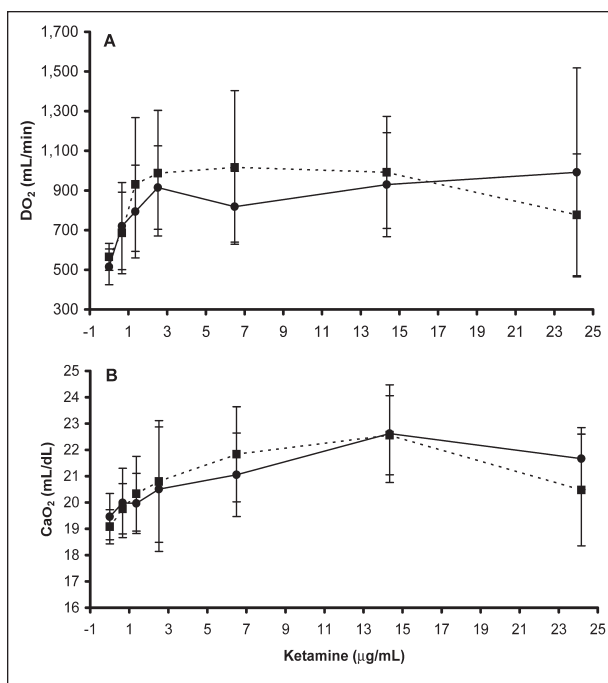 A
1,700
1,500
1,300
1,100
900
700
500
300
DO2 (mL/min)
-1 1 3 5 7 9 11 13 15 17 19 21 23 25
B
25
24
23
22
21
20
19
18
17
16
CaO2 (mL/dL)
-1 1 3 5 7 9 11 13 15 17 19 21 23 25
Ketamine (μg/mL)